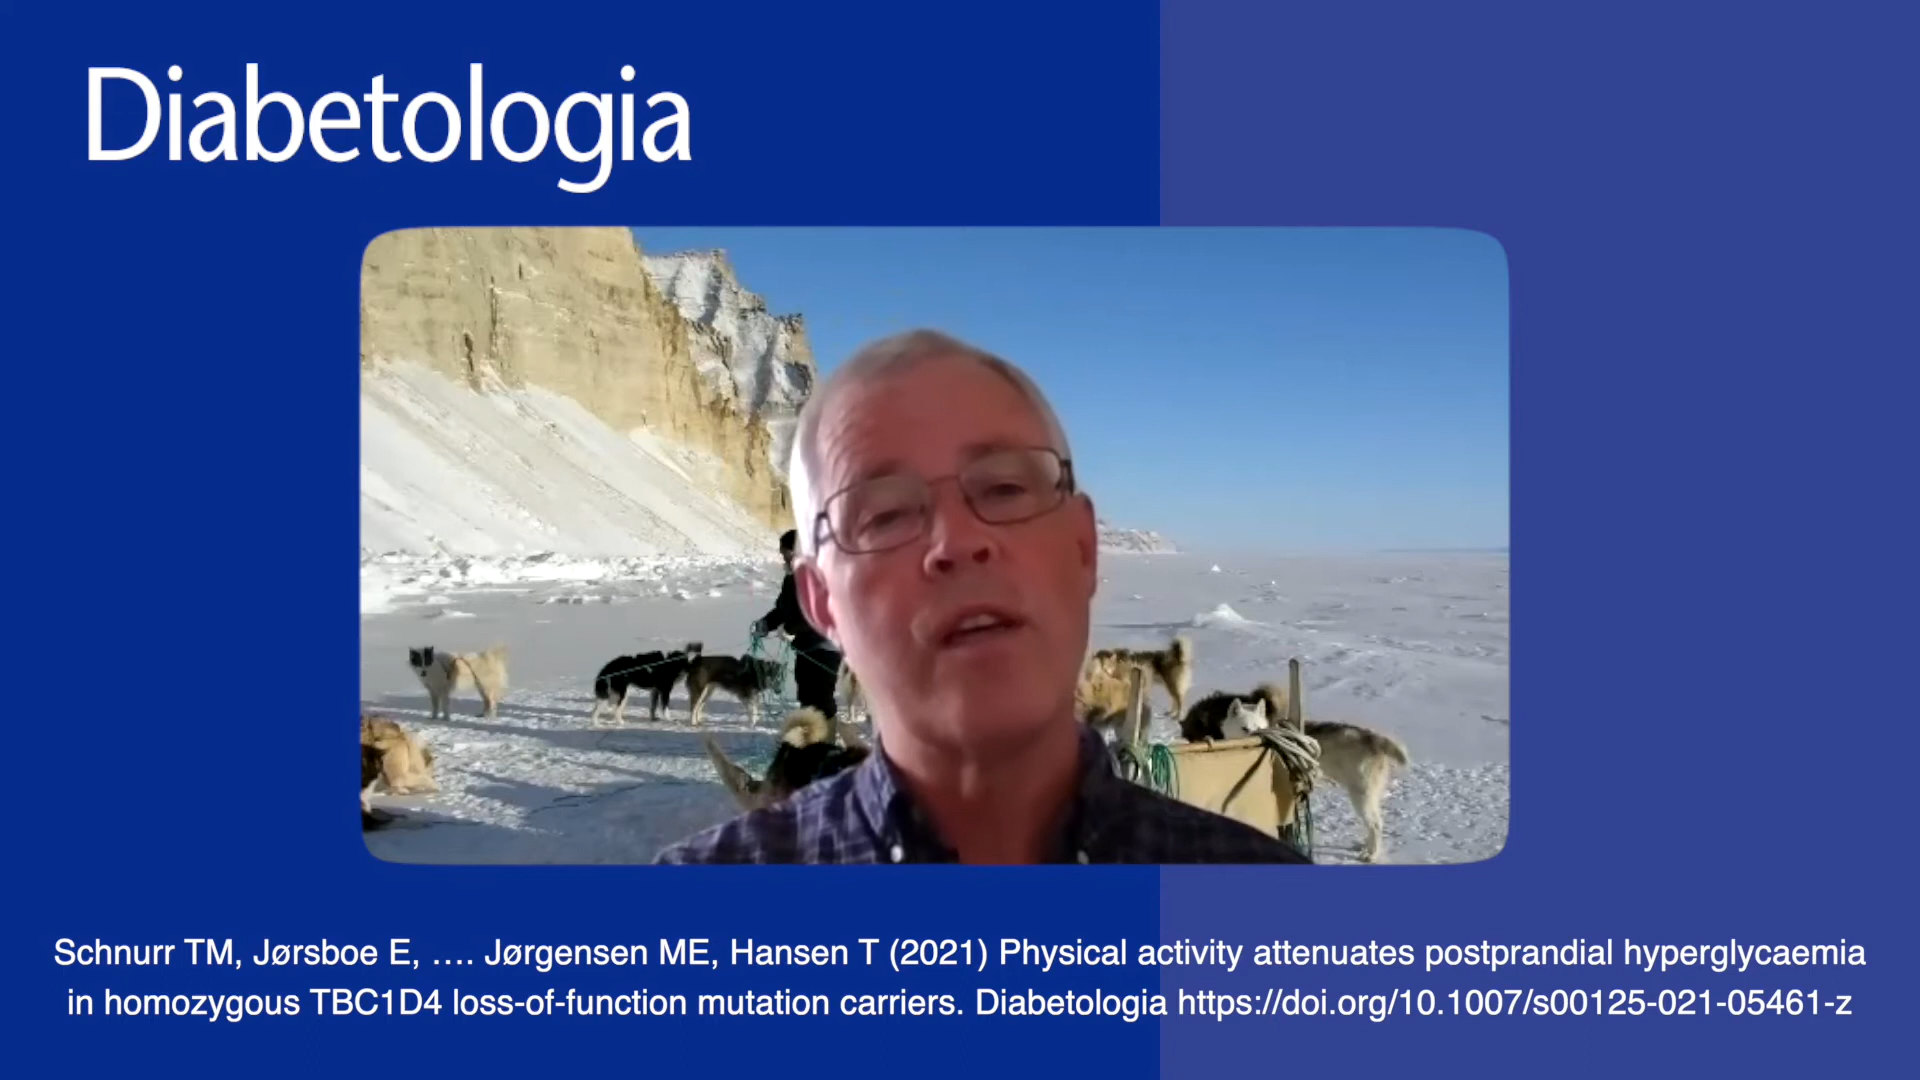 Diabetologia
Schnurr TM, Jørsboe E, …. Jørgensen ME, Hansen T (2021) Physical activity attenuates postprandial hyperglycaemia
in homozygous TBC1D4 loss-of-function mutation carriers. Diabetologia https://doi.org/10.1007/s00125-021-05461-z